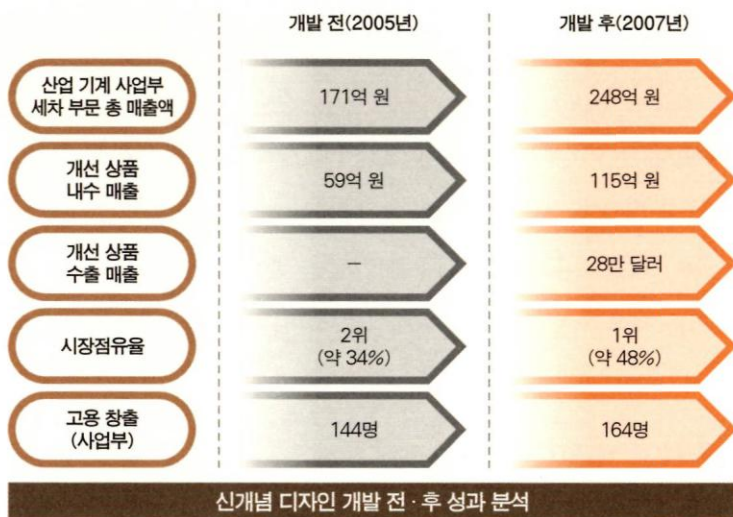 개발 전(2005년)
개발 후(2007년)
산업 기계 사업부
세차 부문 총 매출액
171억 원
248억 원
개선 상품
내수 매출
59억 원
115억 원
개선 상품
수출 매출
–
28만 달러
시장점유율
2위
(약 34%)
1위
(약 48%)
고용 창출
(사업부)
144명
164명
신개념 디자인 개발 전 · 후 성과 분석